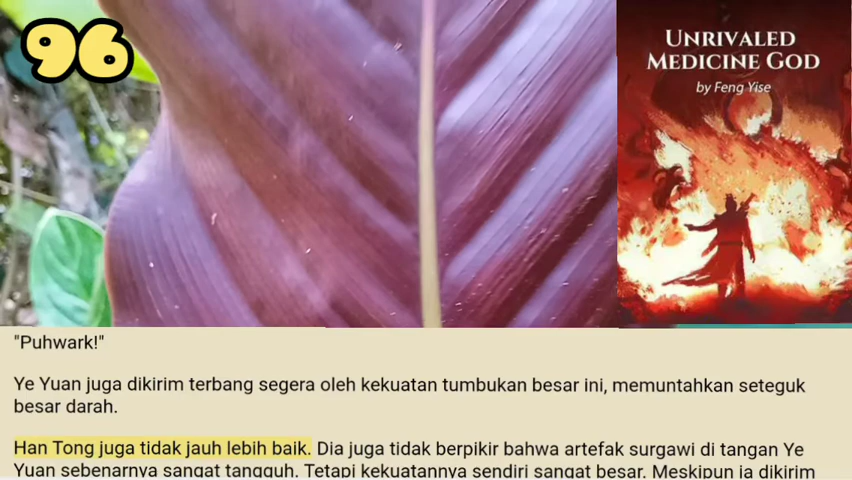 96
UNRIVALED
MEDICINE GOD
by Feng Yise
"Puhwark!"
Ye Yuan juga dikirim terbang segera oleh kekuatan tumbukan besar ini, memuntahkan seteguk
besar darah.
Han Tong juga tidak jauh lebih baik. Dia juga tidak berpikir bahwa artefak surgawi di tangan Ye
Yuan sebenarnya sangat tangguh. Tetapi kekuatannya sendiri sangat besar. Meskipun ia dikirim